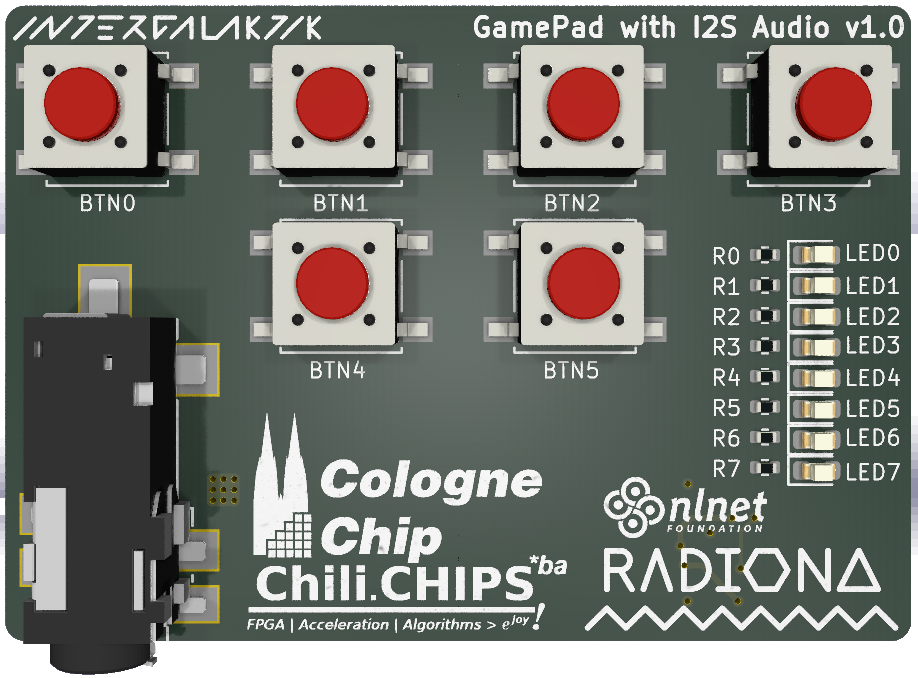 INTERGALAKTIK
GamePad with I2S Audio v1.0
BTN0
BTN1
BTN2
BTN3
BTN4
BTN5
R0 LED0
R1 LED1
R2 LED2
R3 LED3
R4 LED4
R5 LED5
R6 LED6
R7 LED7
Cologne
Chip
Chili.CHIPS*ba
FPGA | Acceleration | Algorithms > ejoy!
nlnet
FOUNDATION
RADIONA